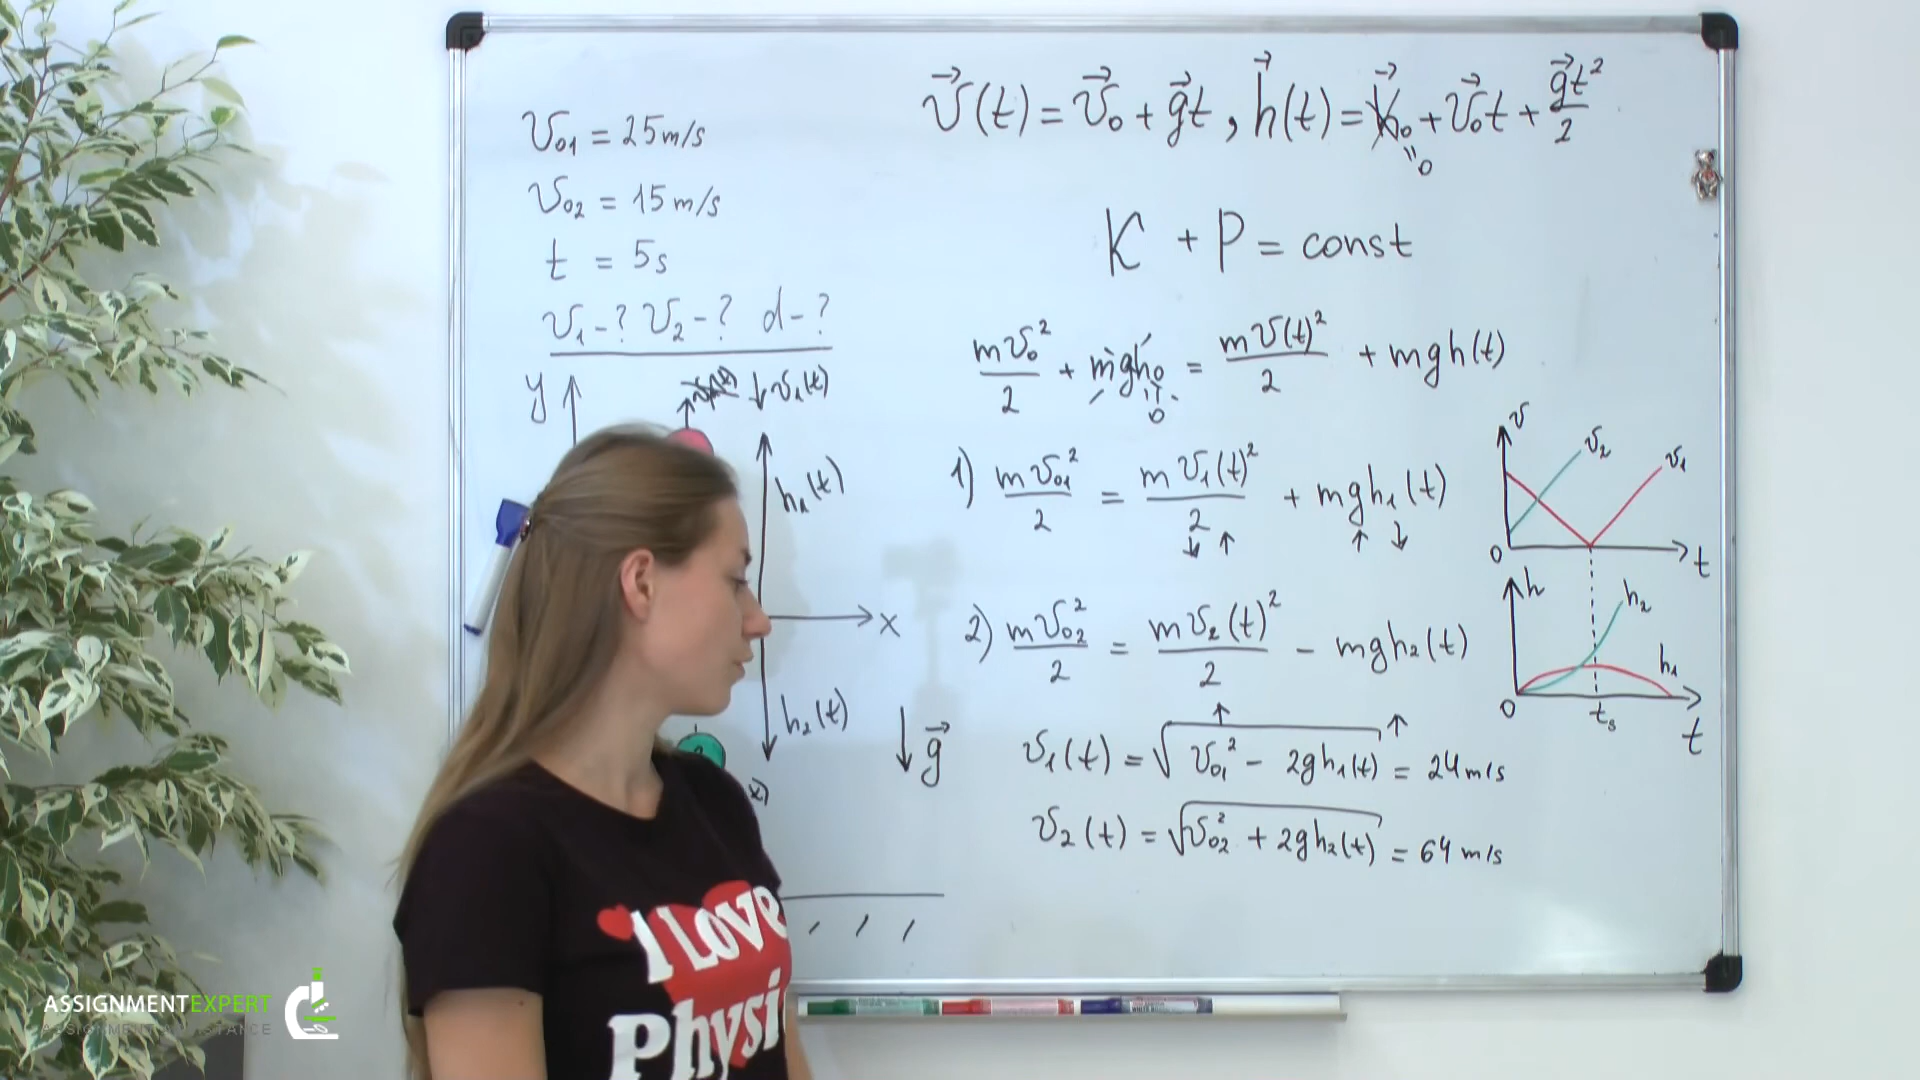 v⃗(t) = v⃗₀ + g⃗t, h⃗(t) = h⃗₀ + v⃗₀t + g⃗t²/2
"0
v₀₁ = 25 m/s
v₀₂ = 15 m/s
t = 5s
v₁ - ? v₂ - ? d - ?
K + P = const
mv₀²/2 + mgh₀ = mv(t)²/2 + mgh(t)
0
y
v₁(t)
h₁(t)
x
h₂(t)
g⃗
1) mv₀₁²/2 = mv₁(t)²/2 + mgh₁(t)
2) mv₀₂²/2 = mv₂(t)²/2 - mgh₂(t)
v₁(t) = √(v₀₁² - 2gh₁(t)) = 24 m/s
v₂(t) = √(v₀₂² + 2gh₂(t)) = 64 m/s
v
v₂
v₁
0
t
h
h₂
h₁
0
tₛ
t
I Love
Physi
ASSIGNMENTEXPERT